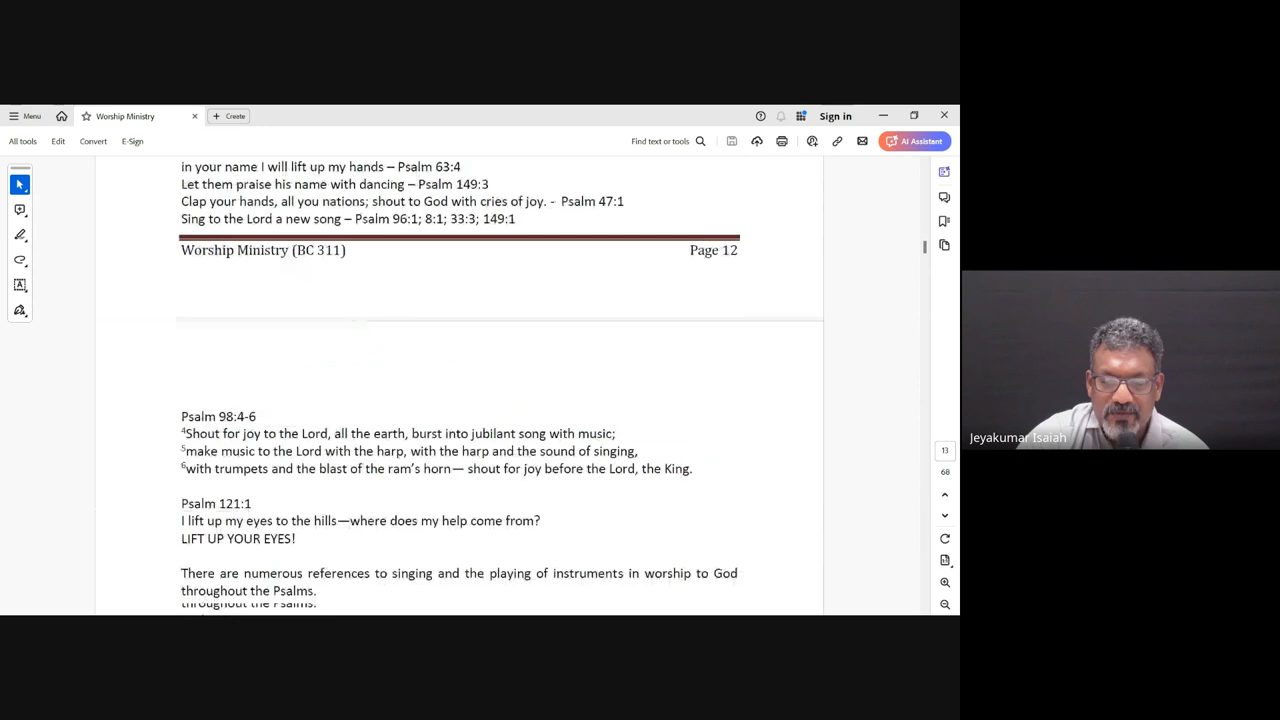 Menu
Worship Ministry
Create
Sign in
All tools
Edit
Convert
E-Sign
Find text or tools
AI Assistant
in your name I will lift up my hands – Psalm 63:4
Let them praise his name with dancing – Psalm 149:3
Clap your hands, all you nations; shout to God with cries of joy. - Psalm 47:1
Sing to the Lord a new song – Psalm 96:1; 8:1; 33:3; 149:1
Worship Ministry (BC 311) Page 12
Psalm 98:4-6
4Shout for joy to the Lord, all the earth, burst into jubilant song with music;
5make music to the Lord with the harp, with the harp and the sound of singing,
6with trumpets and the blast of the ram's horn— shout for joy before the Lord, the King.
Psalm 121:1
I lift up my eyes to the hills—where does my help come from?
LIFT UP YOUR EYES!
There are numerous references to singing and the playing of instruments in worship to God
throughout the Psalms.
throughout the Psalms.
13
68
Jeyakumar Isaiah